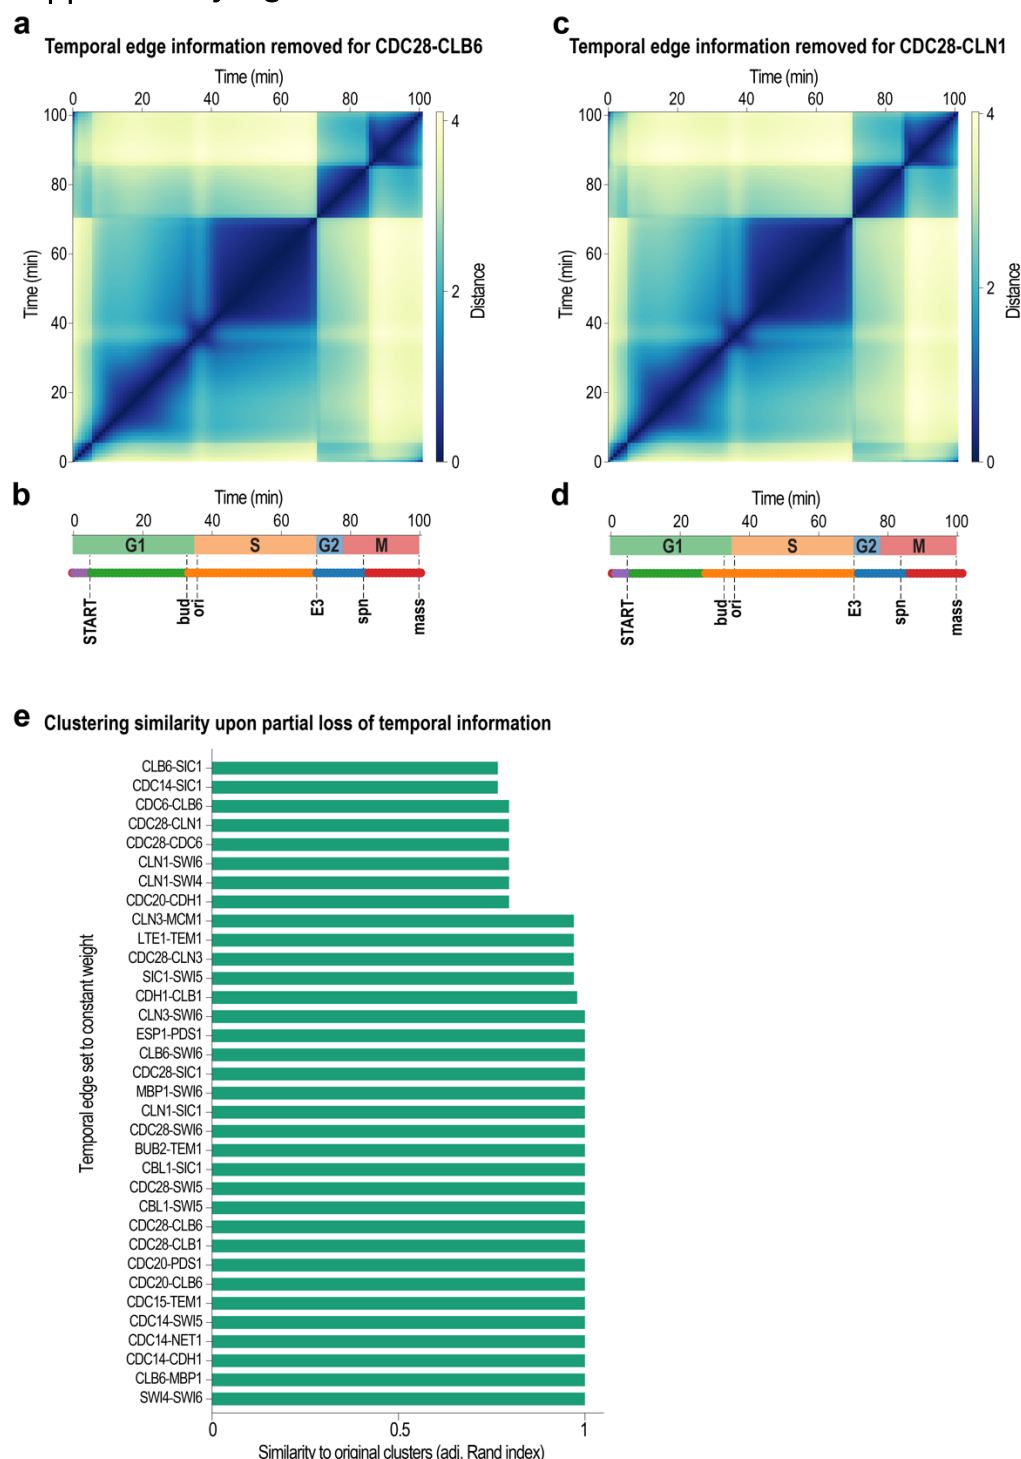 a
Temporal edge information removed for CDC28-CLB6
Time (min)
0 20 40 60 80 100
100
80
60
40
20
0
Time (min)
4
2
0
Distance
c
Temporal edge information removed for CDC28-CLN1
Time (min)
0 20 40 60 80 100
100
80
60
40
20
0
Time (min)
4
2
0
Distance
b
Time (min)
0 20 40 60 80 100
G1 S G2 M
START bud ori E3 spn mass
d
Time (min)
0 20 40 60 80 100
G1 S G2 M
START bud ori E3 spn mass
e
Clustering similarity upon partial loss of temporal information
Temporal edge set to constant weight
CLB6-SIC1
CDC14-SIC1
CDC6-CLB6
CDC28-CLN1
CDC28-CDC6
CLN1-SWI6
CLN1-SWI4
CDC20-CDH1
CLN3-MCM1
LTE1-TEM1
CDC28-CLN3
SIC1-SWI5
CDH1-CLB1
CLN3-SWI6
ESP1-PDS1
CLB6-SWI6
CDC28-SIC1
MBP1-SWI6
CLN1-SIC1
CDC28-SWI6
BUB2-TEM1
CBL1-SIC1
CDC28-SWI5
CBL1-SWI5
CDC28-CLB6
CDC28-CLB1
CDC20-PDS1
CDC20-CLB6
CDC15-TEM1
CDC14-SWI5
CDC14-NET1
CDC14-CDH1
CLB6-MBP1
SWI4-SWI6
0 0.5 1
Similarity to original clusters (adj. Rand index)